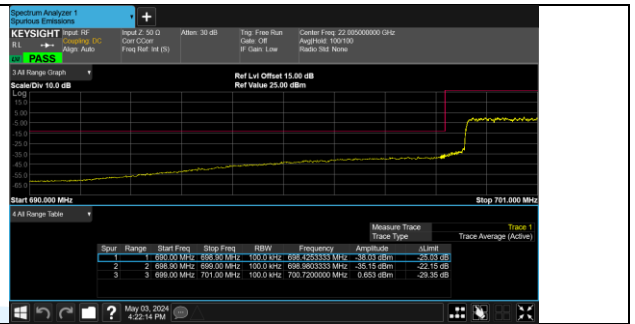 Spectrum Analyzer 1
Spurious Emissions
KEYSIGHT Input: RF Input Z: 50 Ω Atten: 30 dB Trig: Free Run Center Freq: 22.005000000 GHz
RL Coupling: DC Corr CCorr Gate: Off Avg|Hold: 100/100
Align: Auto Freq Ref: Int (S) IF Gain: Low Radio Std: None
PASS
3 All Range Graph
Ref Lvl Offset 15.00 dB
Scale/Div 10.0 dB Ref Value 25.00 dBm
Log
15.0
5.00
-5.00
-15.0
-25.0
-35.0
-45.0
-55.0
-65.0
Start 690.000 MHz Stop 701.000 MHz
4 All Range Table
Measure Trace Trace 1
Trace Type Trace Average (Active)
Spur Range Start Freq Stop Freq RBW Frequency Amplitude ΔLimit
1 1 690.00 MHz 698.90 MHz 100.0 kHz 698.4253333 MHz -38.03 dBm -25.03 dB
2 2 698.90 MHz 699.00 MHz 100.0 kHz 698.9803333 MHz -35.15 dBm -22.15 dB
3 3 699.00 MHz 701.00 MHz 100.0 kHz 700.7200000 MHz 0.653 dBm -29.35 dB
May 03, 2024
4:22:14 PM